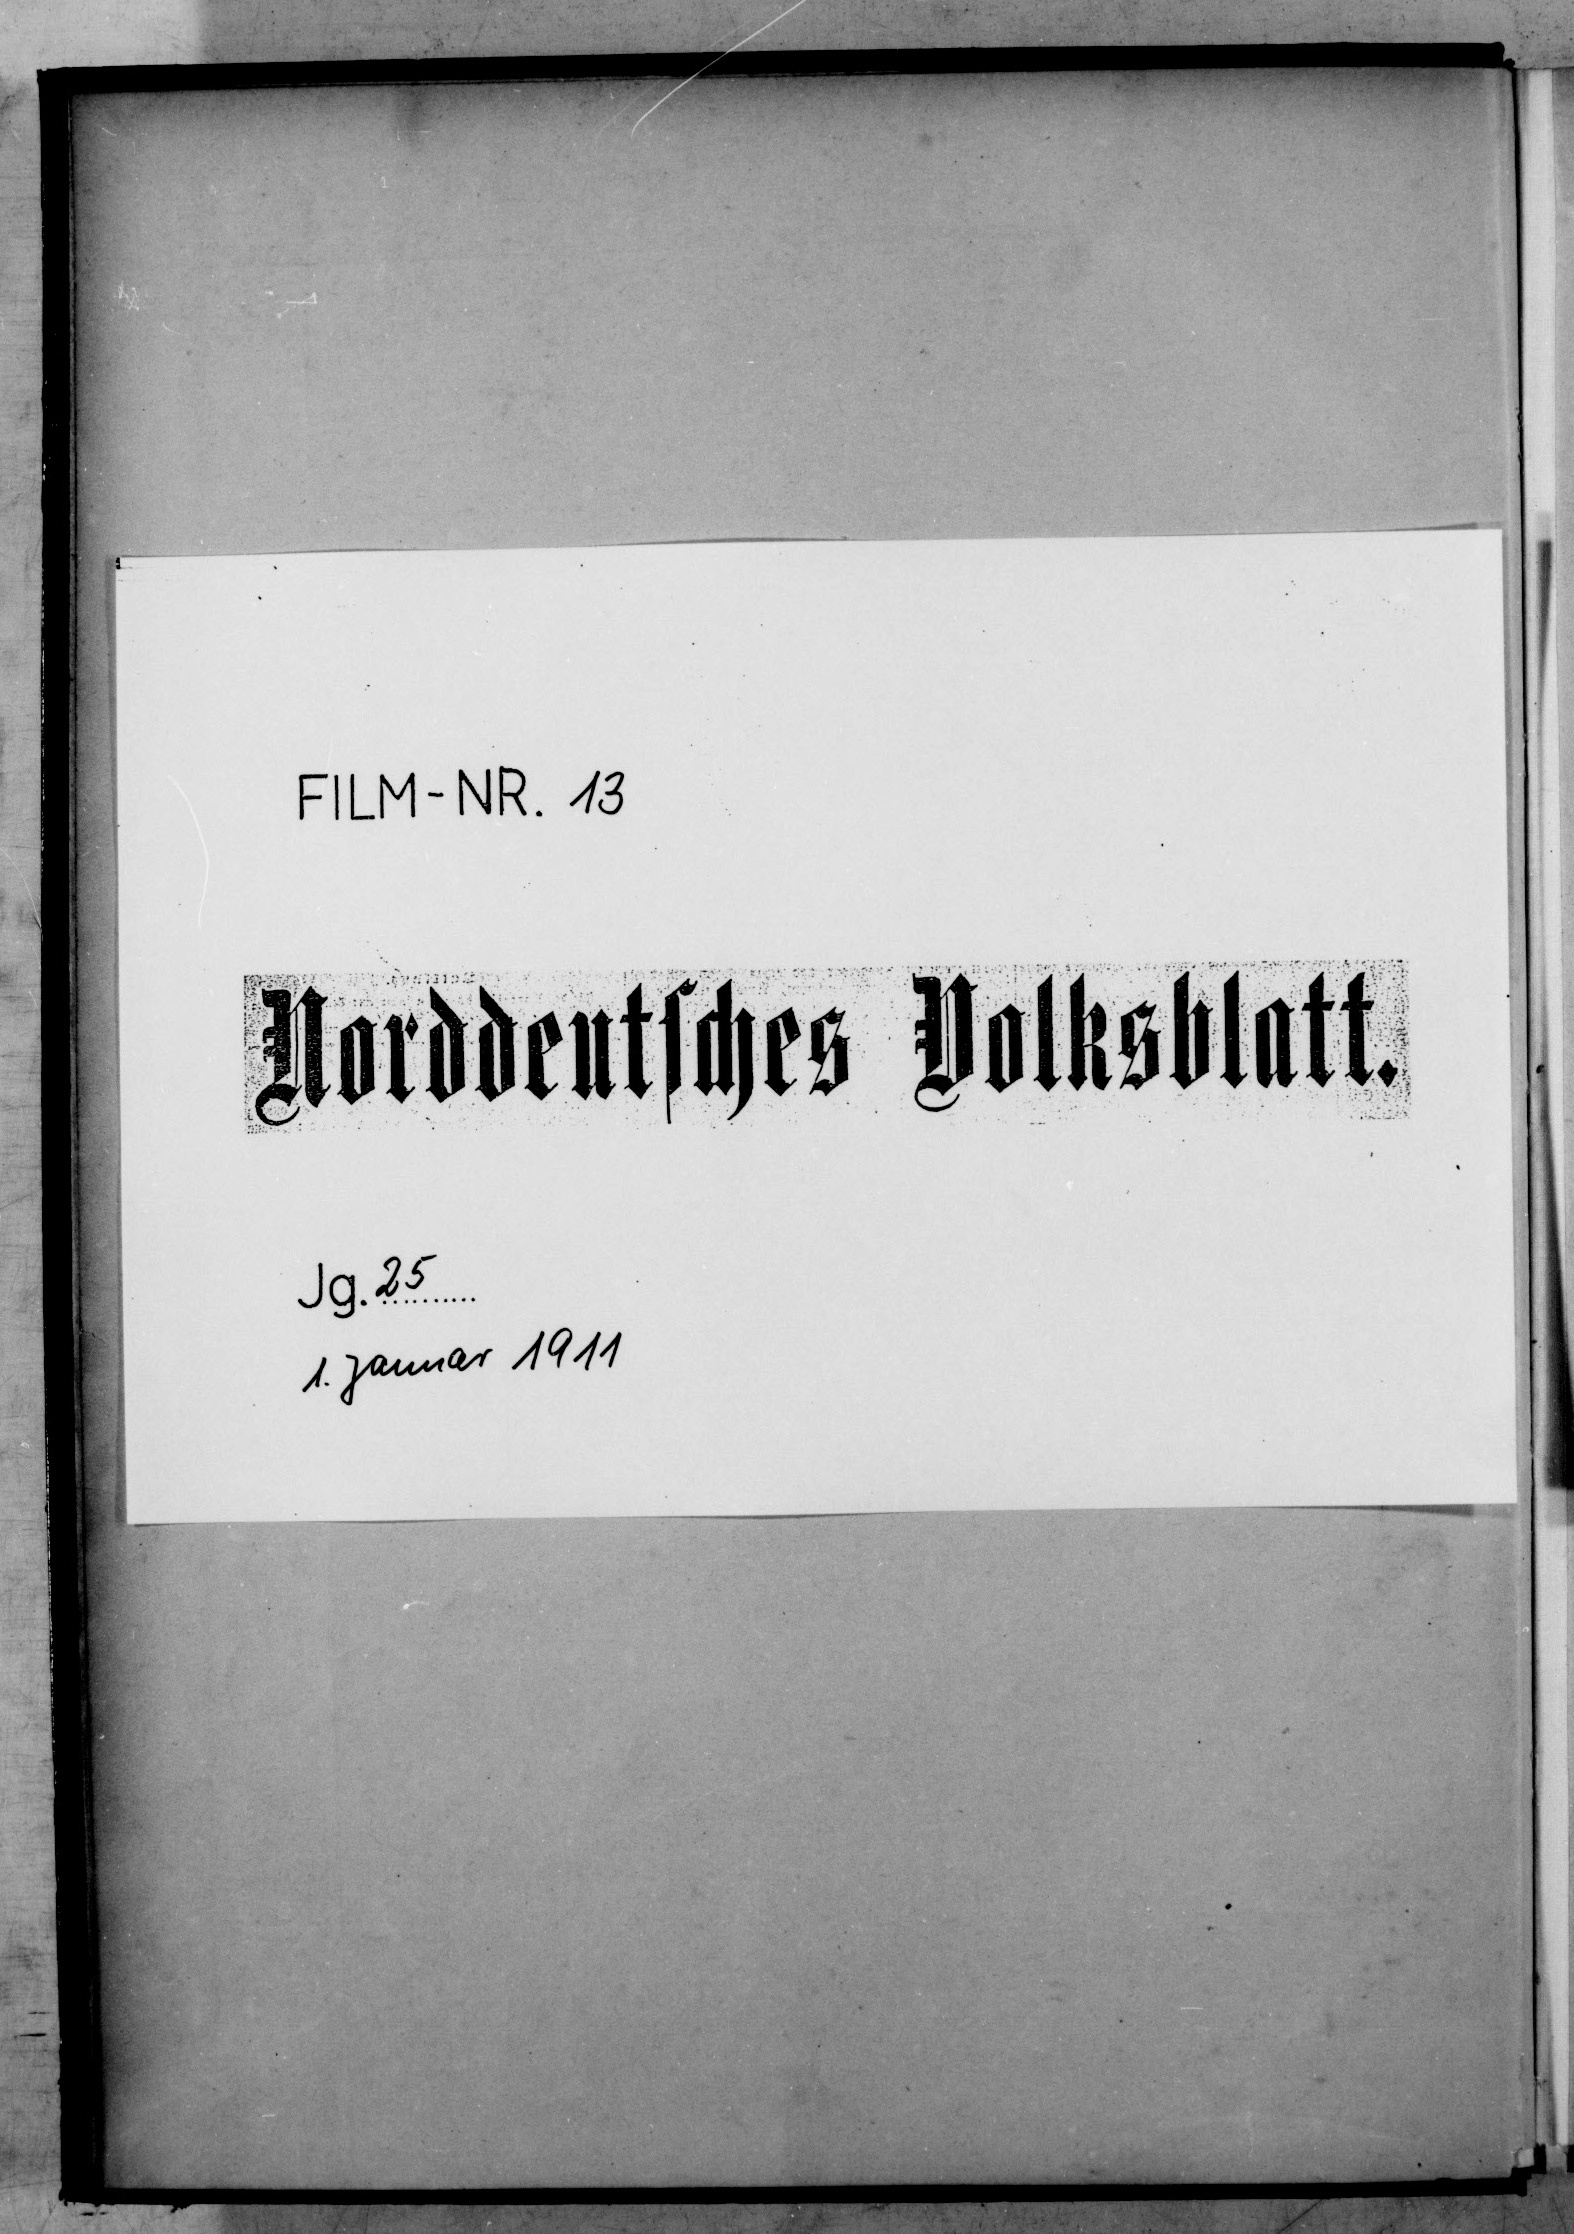 FILM-NR. 13
Norddeutsches Volksblatt.
Jg. 25
1. Januar 1911